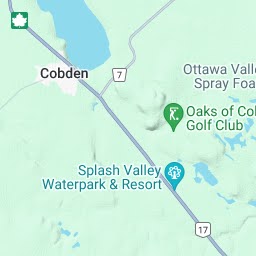 Cobden
7
Ottawa Valle
Spray Foa
Oaks of Col
Golf Club
Splash Valley
Waterpark & Resort
17